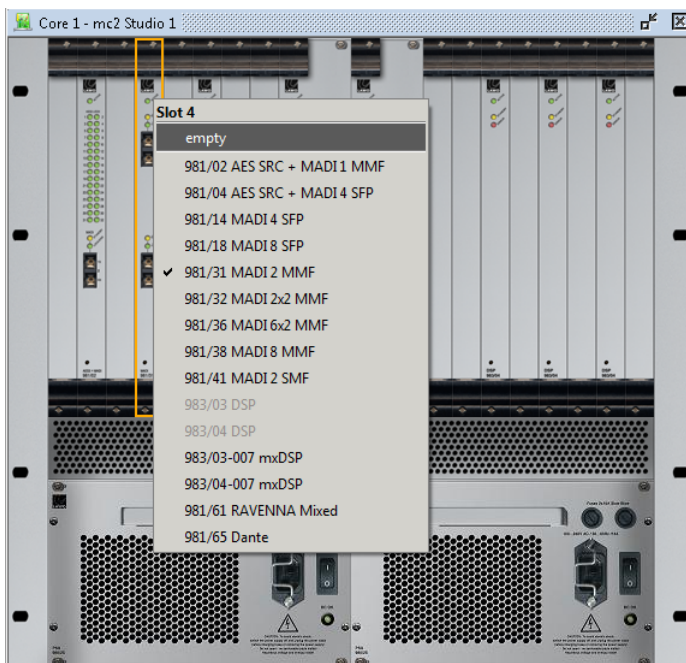 Core 1 - mc2 Studio 1
Slot 4
empty
981/02 AES SRC + MADI 1 MMF
981/04 AES SRC + MADI 4 SFP
981/14 MADI 4 SFP
981/18 MADI 8 SFP
981/31 MADI 2 MMF
981/32 MADI 2x2 MMF
981/36 MADI 6x2 MMF
981/38 MADI 8 MMF
981/41 MADI 2 SMF
983/03 DSP
983/04 DSP
983/03-007 mxDSP
983/04-007 mxDSP
981/61 RAVENNA Mixed
981/65 Dante